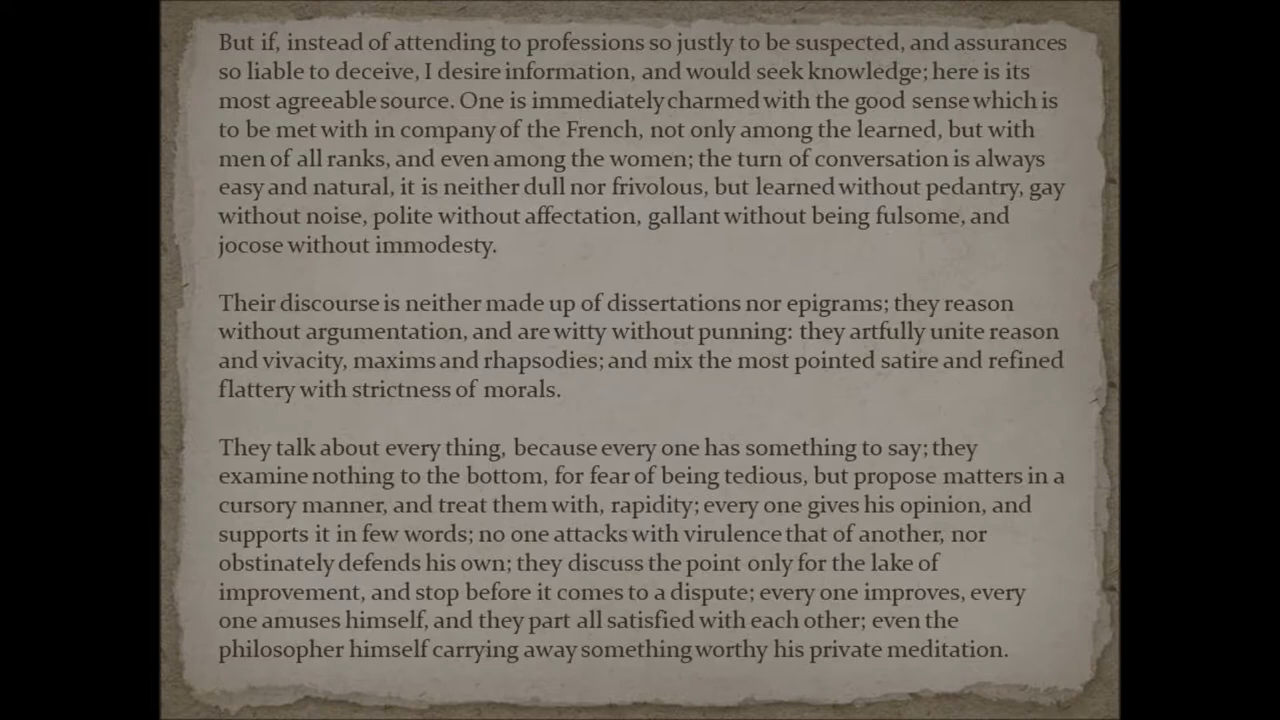 But if, instead of attending to professions so justly to be suspected, and assurances
so liable to deceive, I desire information, and would seek knowledge; here is its
most agreeable source. One is immediately charmed with the good sense which is
to be met with in company of the French, not only among the learned, but with
men of all ranks, and even among the women; the turn of conversation is always
easy and natural, it is neither dull nor frivolous, but learned without pedantry, gay
without noise, polite without affectation, gallant without being fulsome, and
jocose without immodesty.
Their discourse is neither made up of dissertations nor epigrams; they reason
without argumentation, and are witty without punning: they artfully unite reason
and vivacity, maxims and rhapsodies; and mix the most pointed satire and refined
flattery with strictness of morals.
They talk about every thing, because every one has something to say; they
examine nothing to the bottom, for fear of being tedious, but propose matters in a
cursory manner, and treat them with, rapidity; every one gives his opinion, and
supports it in few words; no one attacks with virulence that of another, nor
obstinately defends his own; they discuss the point only for the lake of
improvement, and stop before it comes to a dispute; every one improves, every
one amuses himself, and they part all satisfied with each other; even the
philosopher himself carrying away something worthy his private meditation.